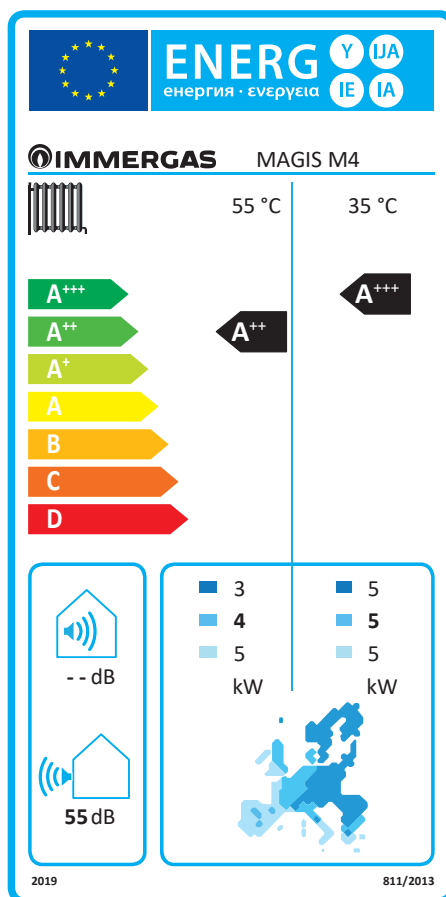 ENERG Y IJA
енергия · ενεργεια IE IA
IMMERGAS MAGIS M4
55 °C 35 °C
A+++ A+++
A++ A++
A+
A
B
C
D
3 5
4 5
5 5
kW kW
-- dB
55 dB
2019 811/2013